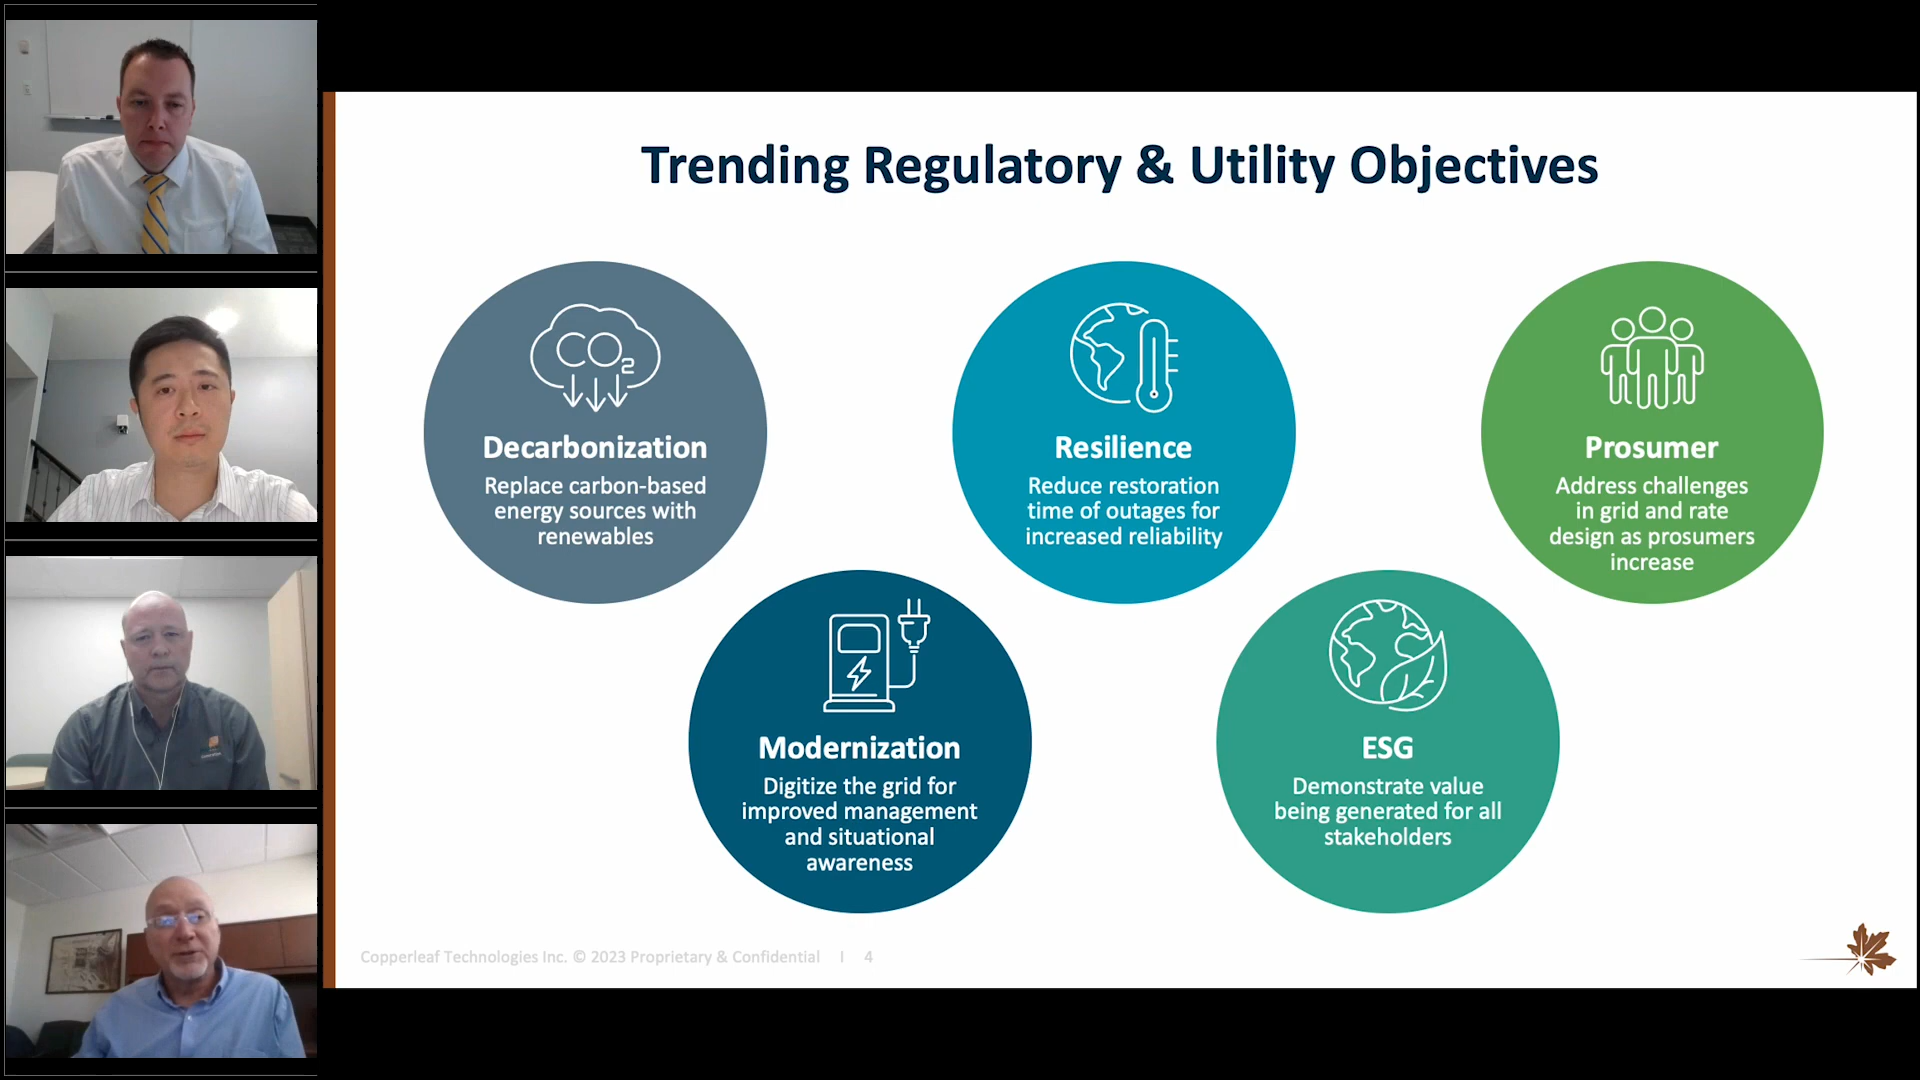 Trending Regulatory & Utility Objectives
CO2
Decarbonization
Replace carbon-based
energy sources with
renewables
Resilience
Reduce restoration
time of outages for
increased reliability
Prosumer
Address challenges
in grid and rate
design as prosumers
increase
Modernization
Digitize the grid for
improved management
and situational
awareness
ESG
Demonstrate value
being generated for all
stakeholders
Copperleaf Technologies Inc. © 2023 Proprietary & Confidential | 4